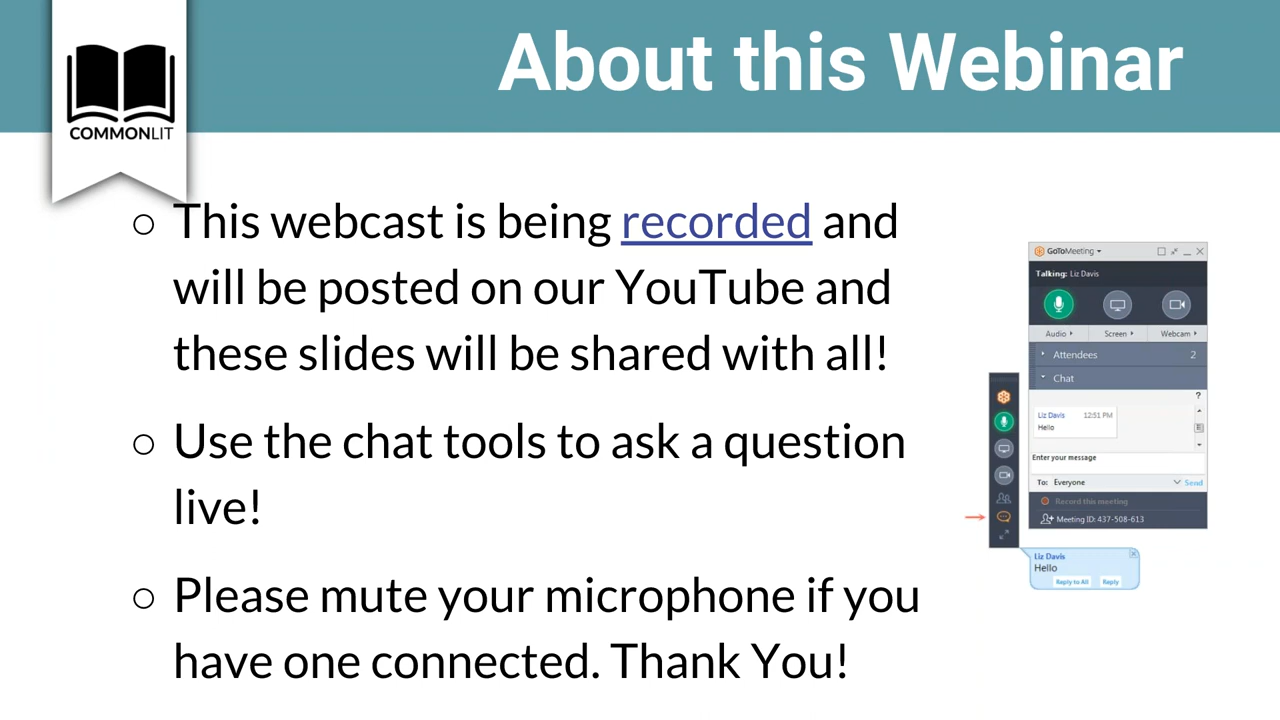 About this Webinar
COMMONLIT
○ This webcast is being recorded and
will be posted on our YouTube and
these slides will be shared with all!
○ Use the chat tools to ask a question
live!
○ Please mute your microphone if you
have one connected. Thank You!
GoToMeeting
Talking: Liz Davis
Audio Screen Webcam
Attendees 2
Chat
?
Liz Davis 12:51 PM
Hello
Enter your message
To: Everyone Send
Record this meeting
Meeting ID: 437-508-613
Liz Davis
Hello
Reply to All Reply